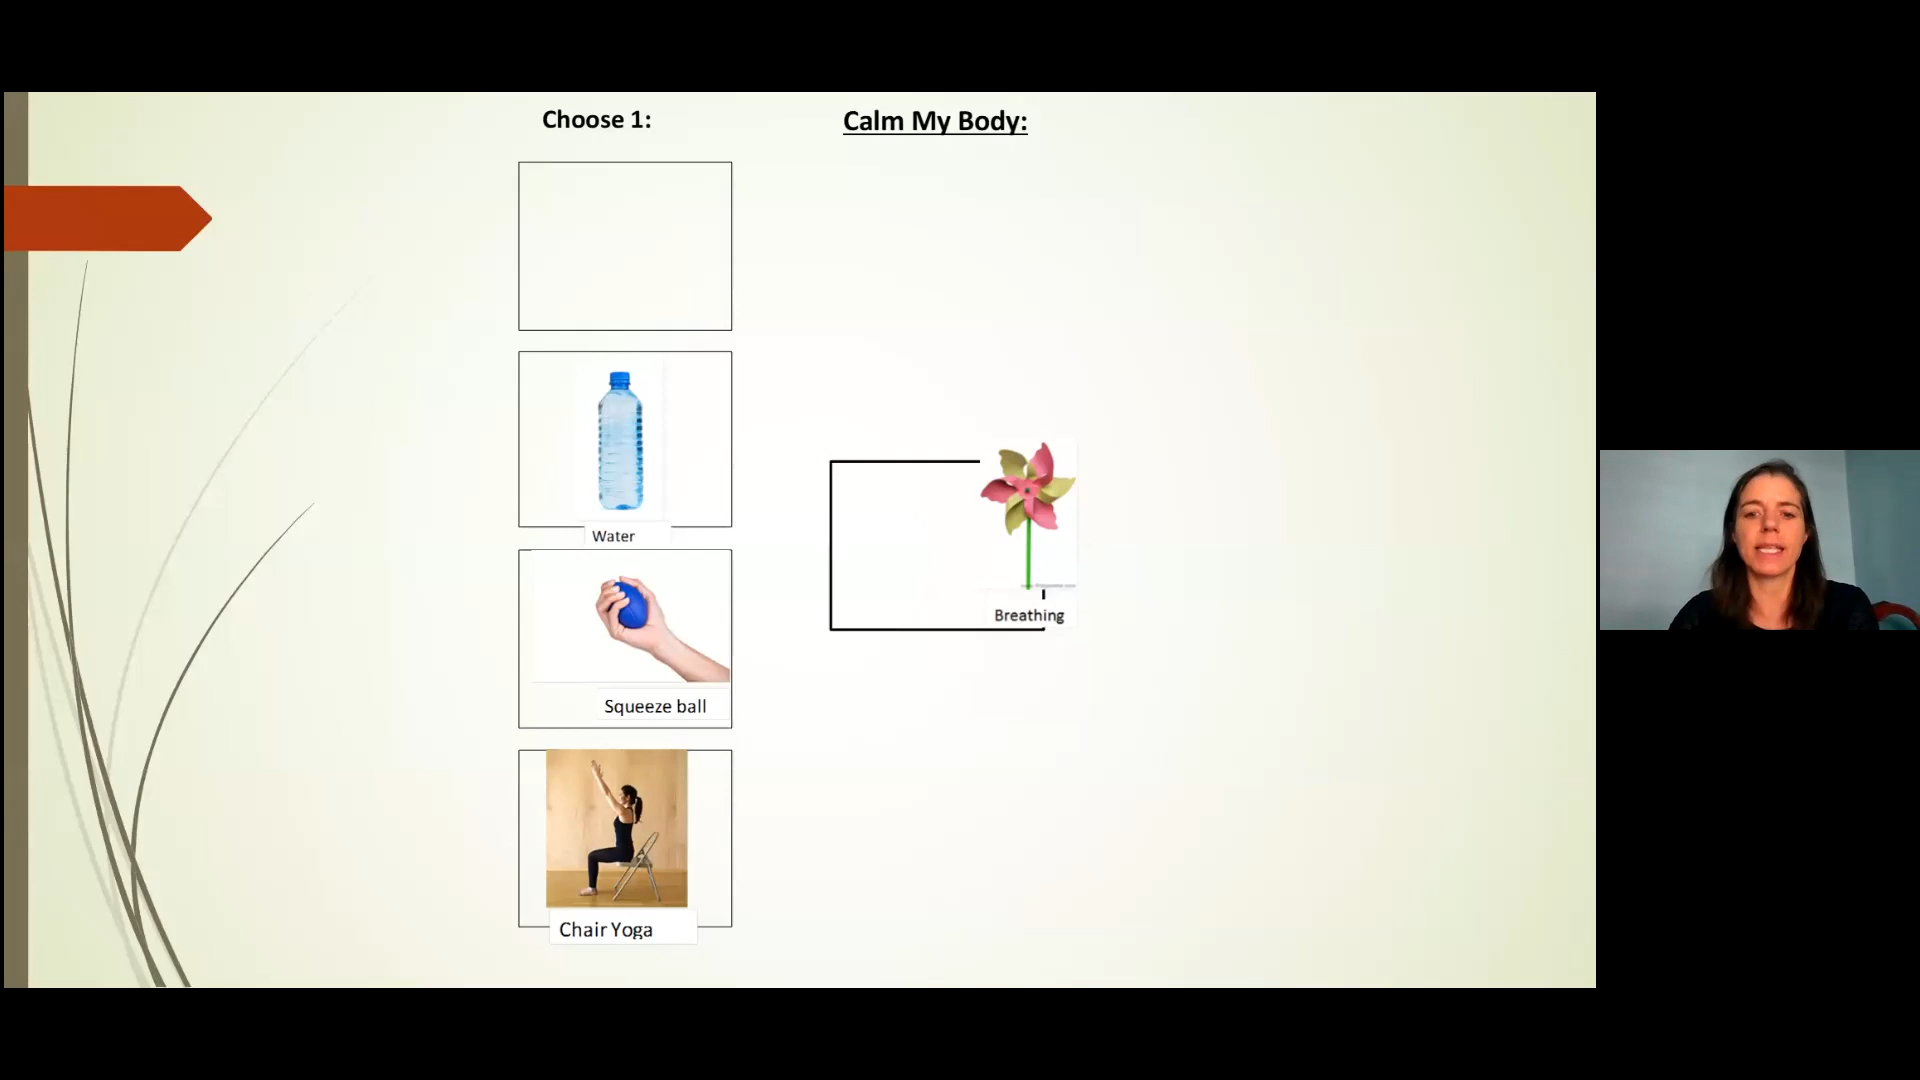 Choose 1:
Calm My Body:
Water
Breathing
Squeeze ball
Chair Yoga